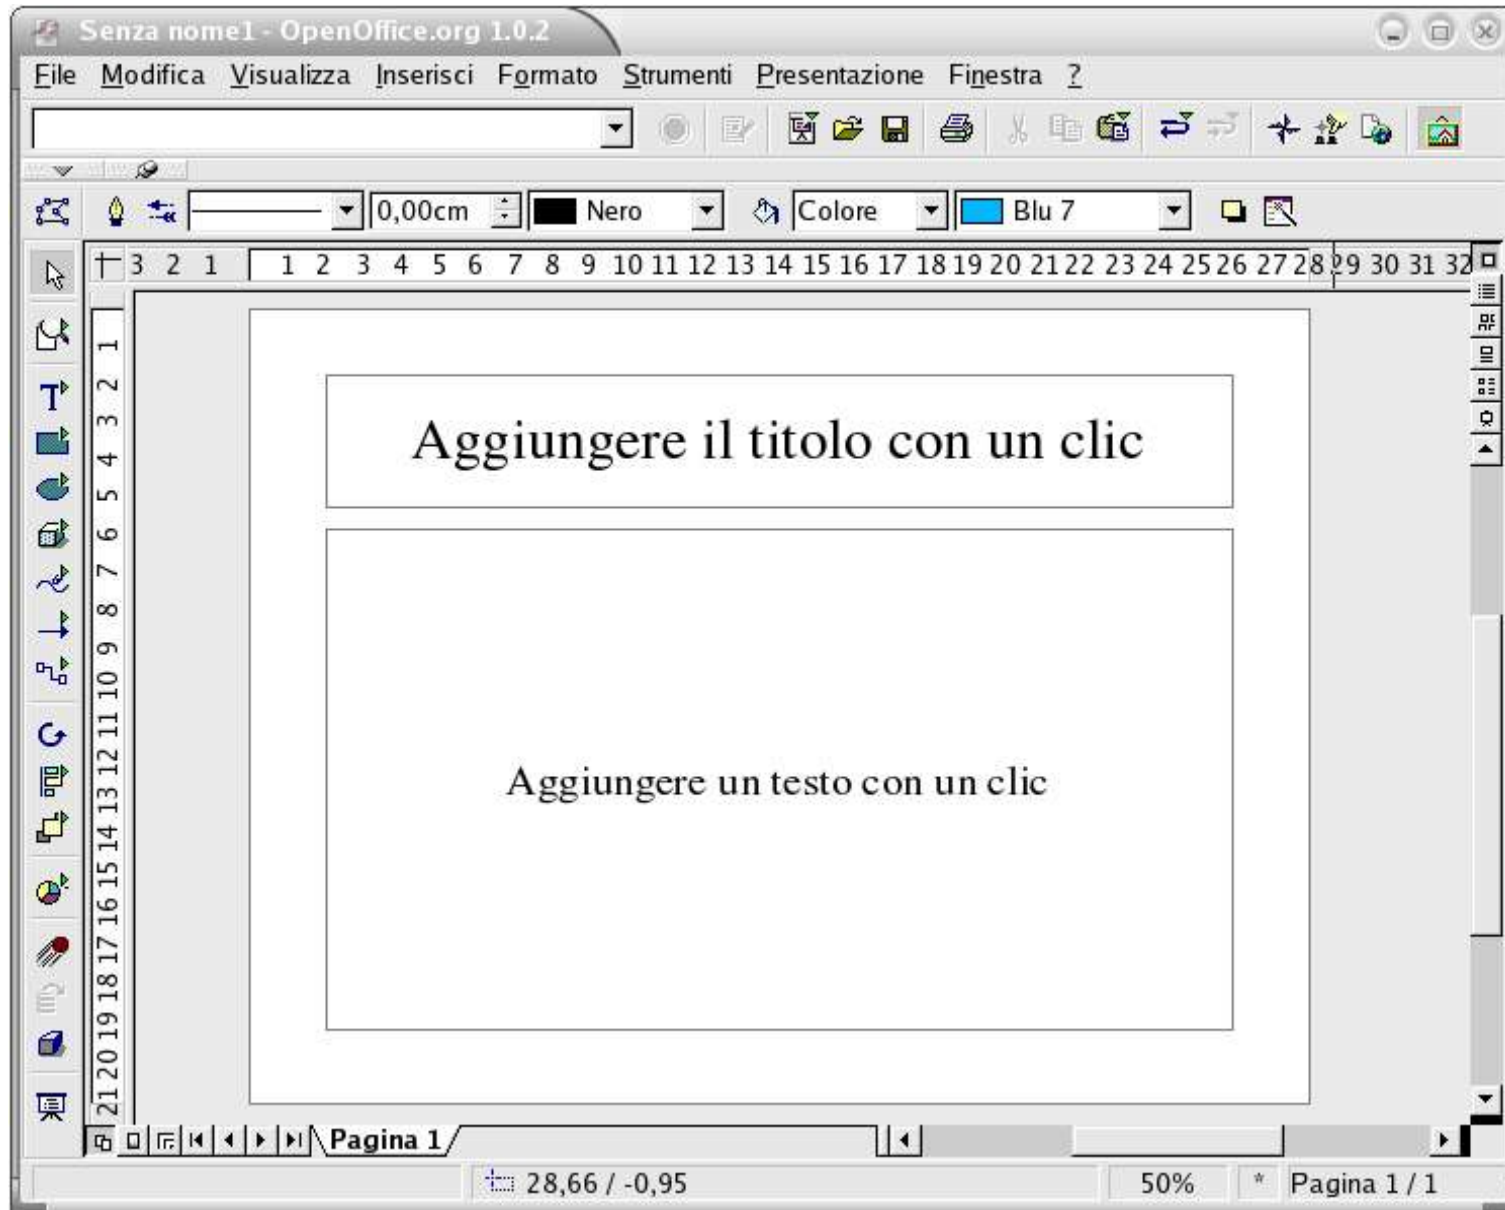 Senza nome1 - OpenOffice.org 1.0.2
File Modifica Visualizza Inserisci Formato Strumenti Presentazione Finestra ?
0,00cm Nero Colore Blu 7
3 2 1 1 2 3 4 5 6 7 8 9 10 11 12 13 14 15 16 17 18 19 20 21 22 23 24 25 26 27 28 29 30 31 32
1 2 3 4 5 6 7 8 9 10 11 12 13 14 15 16 17 18 19 20 21
Aggiungere il titolo con un clic
Aggiungere un testo con un clic
Pagina 1
28,66 / -0,95 50% * Pagina 1 / 1